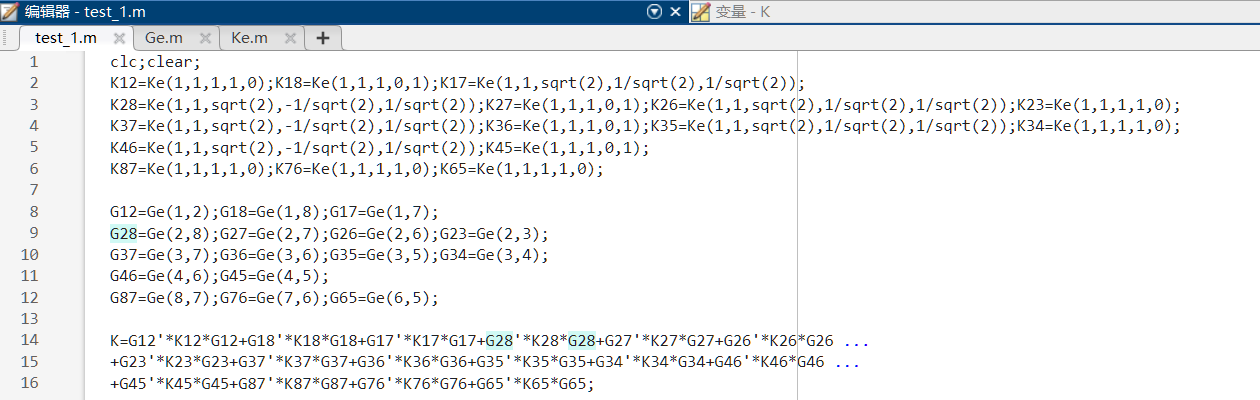 编辑器 - test_1.m
变量 - K
test_1.m Ge.m Ke.m
1 clc;clear;
2 K12=Ke(1,1,1,1,0);K18=Ke(1,1,1,0,1);K17=Ke(1,1,sqrt(2),1/sqrt(2),1/sqrt(2));
3 K28=Ke(1,1,sqrt(2),-1/sqrt(2),1/sqrt(2));K27=Ke(1,1,1,0,1);K26=Ke(1,1,sqrt(2),1/sqrt(2),1/sqrt(2));K23=Ke(1,1,1,1,0);
4 K37=Ke(1,1,sqrt(2),-1/sqrt(2),1/sqrt(2));K36=Ke(1,1,1,0,1);K35=Ke(1,1,sqrt(2),1/sqrt(2),1/sqrt(2));K34=Ke(1,1,1,1,0);
5 K46=Ke(1,1,sqrt(2),-1/sqrt(2),1/sqrt(2));K45=Ke(1,1,1,0,1);
6 K87=Ke(1,1,1,1,0);K76=Ke(1,1,1,1,0);K65=Ke(1,1,1,1,0);
7
8 G12=Ge(1,2);G18=Ge(1,8);G17=Ge(1,7);
9 G28=Ge(2,8);G27=Ge(2,7);G26=Ge(2,6);G23=Ge(2,3);
10 G37=Ge(3,7);G36=Ge(3,6);G35=Ge(3,5);G34=Ge(3,4);
11 G46=Ge(4,6);G45=Ge(4,5);
12 G87=Ge(8,7);G76=Ge(7,6);G65=Ge(6,5);
13
14 K=G12'*K12*G12+G18'*K18*G18+G17'*K17*G17+G28'*K28*G28+G27'*K27*G27+G26'*K26*G26 ...
15 +G23'*K23*G23+G37'*K37*G37+G36'*K36*G36+G35'*K35*G35+G34'*K34*G34+G46'*K46*G46 ...
16 +G45'*K45*G45+G87'*K87*G87+G76'*K76*G76+G65'*K65*G65;